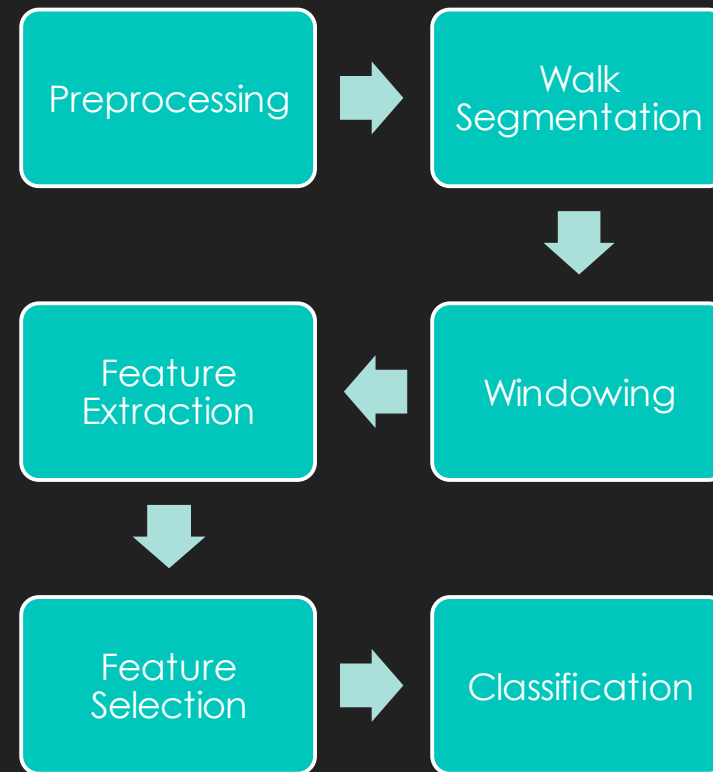 Preprocessing
Walk
Segmentation
Windowing
Feature
Extraction
Feature
Selection
Classification